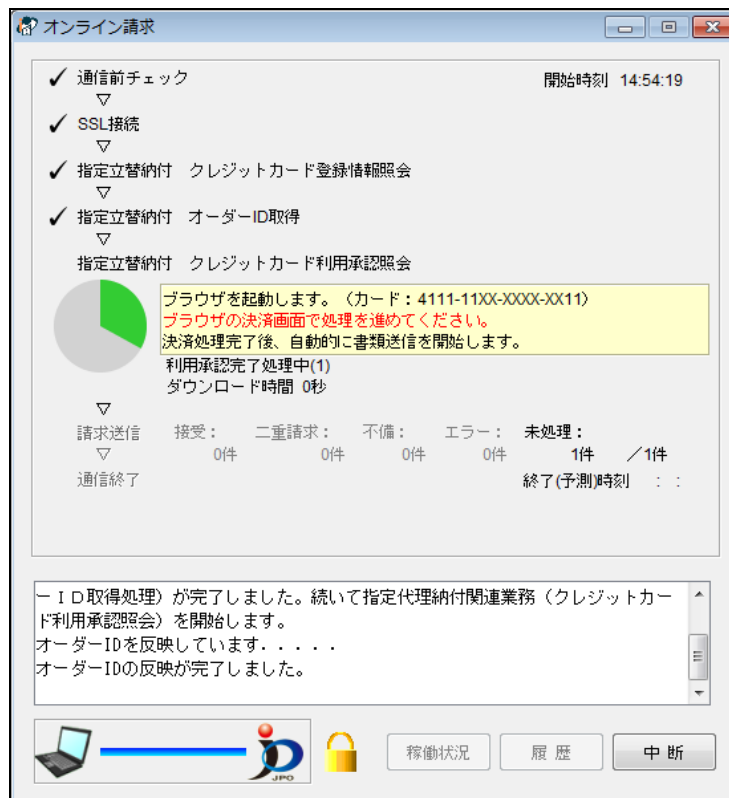 オンライン請求
✓ 通信前チェック 開始時刻 14:54:19
▽
✓ SSL接続
▽
✓ 指定立替納付 クレジットカード登録情報照会
▽
✓ 指定立替納付 オーダーID取得
▽
指定立替納付 クレジットカード利用承認照会
ブラウザを起動します。（カード：4111-11XX-XXXX-XX11）
ブラウザの決済画面で処理を進めてください。
決済処理完了後、自動的に書類送信を開始します。
利用承認完了処理中(1)
ダウンロード時間 0秒
▽
請求送信 接受： 二重請求： 不備： エラー： 未処理：
▽ 0件 0件 0件 0件 1件 ／1件
通信終了 終了(予測)時刻 : :
ーＩＤ取得処理）が完了しました。続いて指定代理納付関連業務（クレジットカー
ド利用承認照会）を開始します。
オーダーIDを反映しています．．．．．
オーダーIDの反映が完了しました。
JPO 稼働状況 履歴 中断